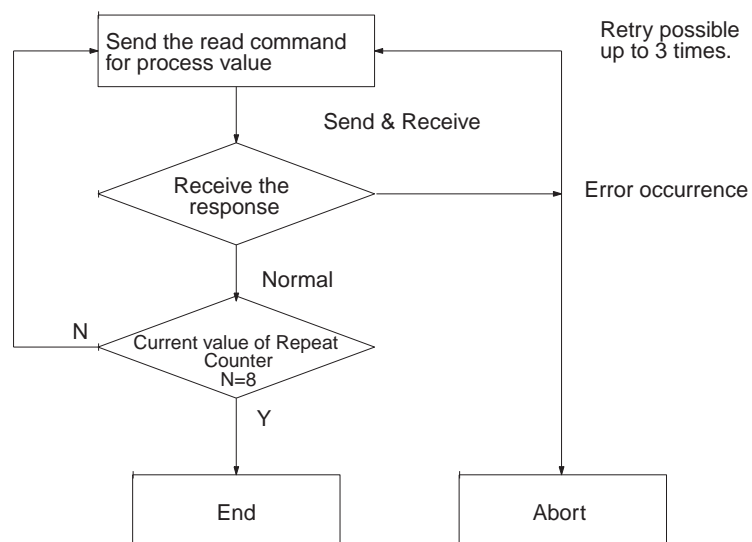 Send the read command
for process value
Retry possible
up to 3 times.
Send & Receive
Receive the
response
Error occurrence
Normal
N
Current value of Repeat
Counter
N=8
Y
End
Abort